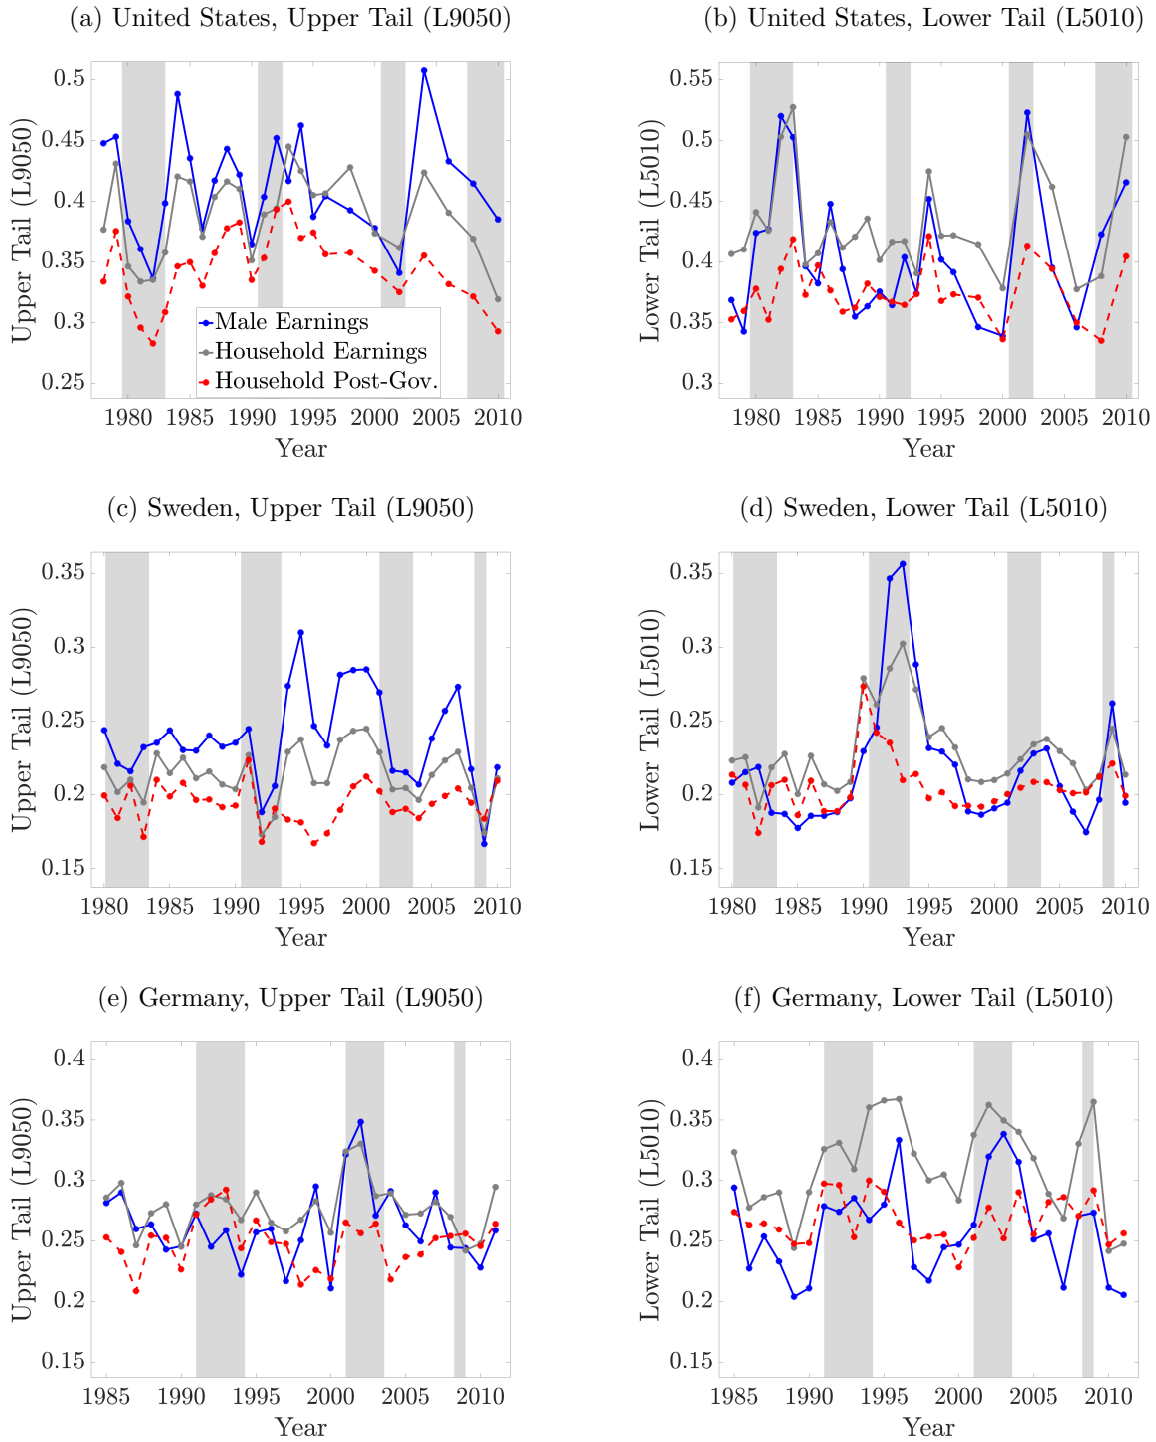 (a) United States, Upper Tail (L9050)
Upper Tail (L9050)
0.5
0.45
0.4
0.35
0.3
0.25
Male Earnings
Household Earnings
Household Post-Gov.
1980 1985 1990 1995 2000 2005 2010
Year
(b) United States, Lower Tail (L5010)
Lower Tail (L5010)
0.55
0.5
0.45
0.4
0.35
0.3
1980 1985 1990 1995 2000 2005 2010
Year
(c) Sweden, Upper Tail (L9050)
Upper Tail (L9050)
0.35
0.3
0.25
0.2
0.15
1980 1985 1990 1995 2000 2005 2010
Year
(d) Sweden, Lower Tail (L5010)
Lower Tail (L5010)
0.35
0.3
0.25
0.2
0.15
1980 1985 1990 1995 2000 2005 2010
Year
(e) Germany, Upper Tail (L9050)
Upper Tail (L9050)
0.4
0.35
0.3
0.25
0.2
0.15
1985 1990 1995 2000 2005 2010
Year
(f) Germany, Lower Tail (L5010)
Lower Tail (L5010)
0.4
0.35
0.3
0.25
0.2
0.15
1985 1990 1995 2000 2005 2010
Year